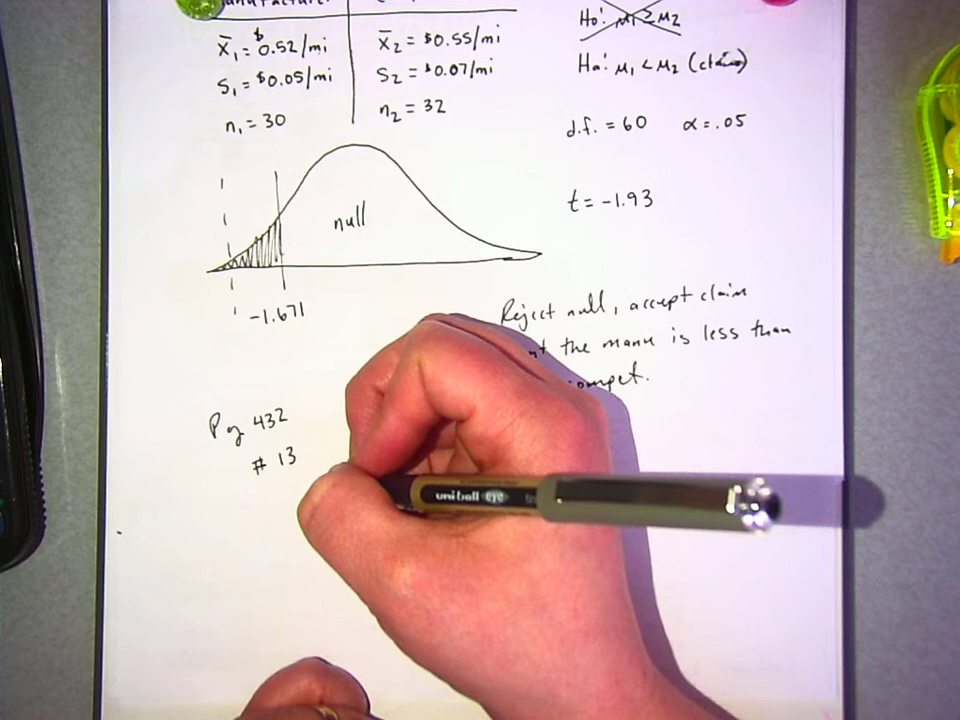 x̄₁ = $0.52/mi
S₁ = $0.05/mi
n₁ = 30
x̄₂ = $0.55/mi
S₂ = $0.07/mi
n₂ = 32
Ho: μ₁ ≥ μ₂
Ha: μ₁ < μ₂ (claim)
d.f. = 60 α = .05
t = -1.93
null
-1.671
Reject null, accept claim
the manu is less than
compet.
Pg 432
# 13
uniball eye